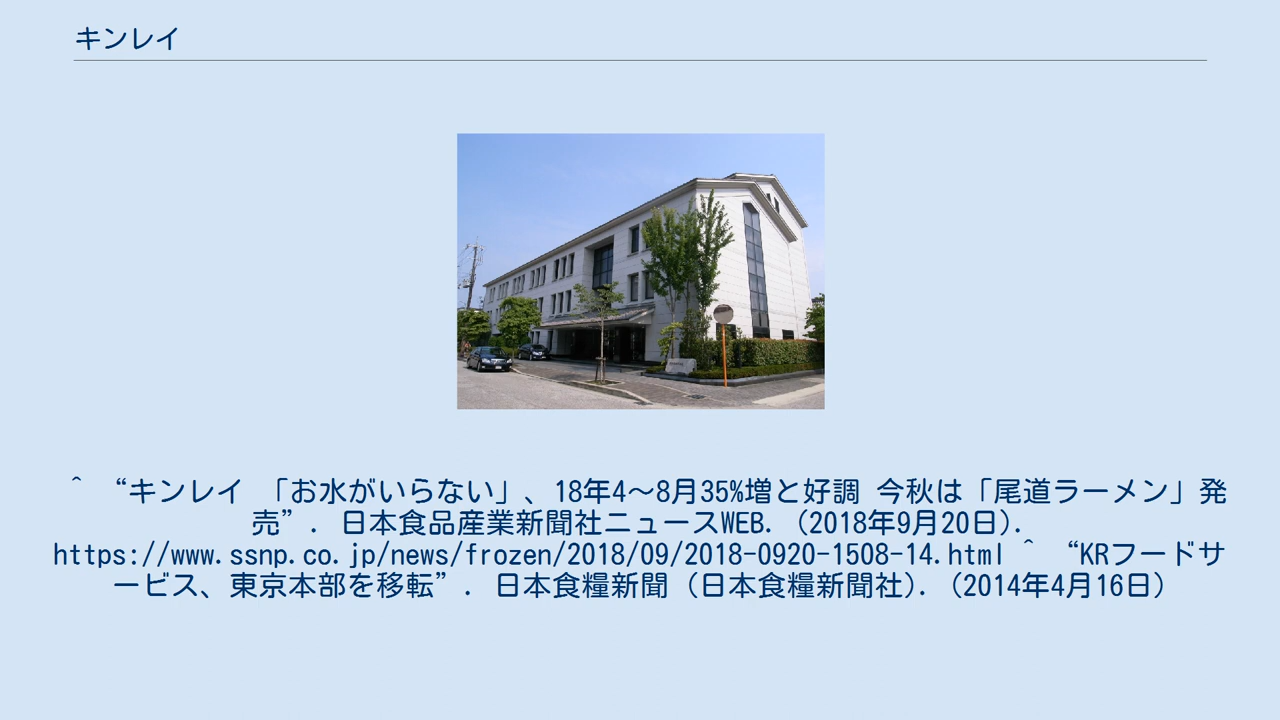 キンレイ
^ “キンレイ 「お水がいらない」、18年4～8月35%増と好調 今秋は「尾道ラーメン」発
売”. 日本食品産業新聞社ニュースWEB. (2018年9月20日).
https://www.ssnp.co.jp/news/frozen/2018/09/2018-0920-1508-14.html ^ “KRフードサ
ービス、東京本部を移転”. 日本食糧新聞 (日本食糧新聞社). (2014年4月16日)